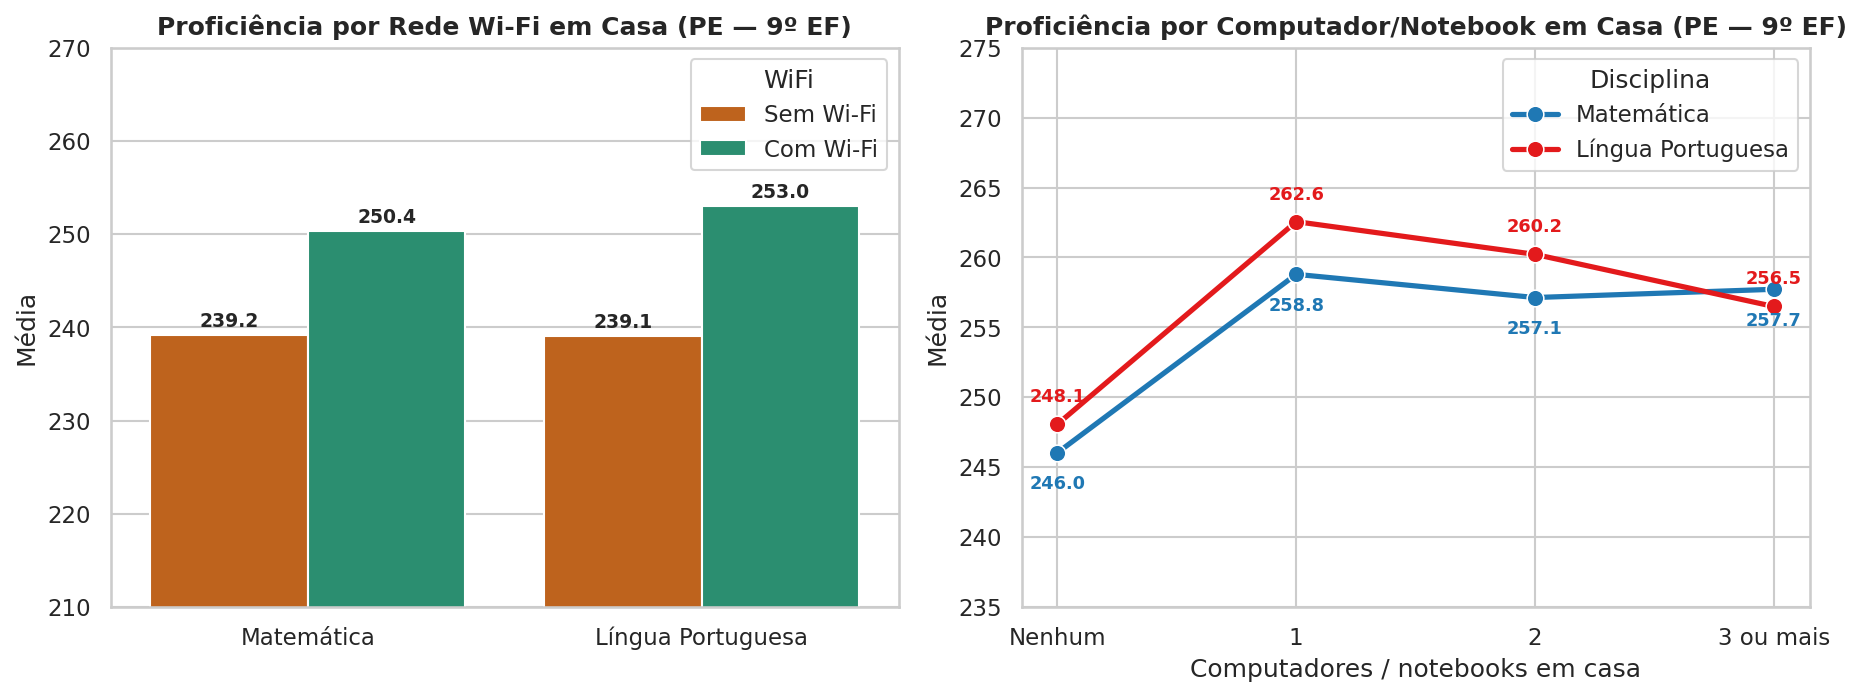 Proficiência por Rede Wi-Fi em Casa (PE — 9º EF)
270
260
250
240
230
220
210
Média
WiFi
Sem Wi-Fi
Com Wi-Fi
239.2
250.4
239.1
253.0
Matemática
Língua Portuguesa
Proficiência por Computador/Notebook em Casa (PE — 9º EF)
275
270
265
260
255
250
245
240
235
Média
Disciplina
Matemática
Língua Portuguesa
262.6
260.2
256.5
248.1
258.8
257.1
257.7
246.0
Nenhum
1
2
3 ou mais
Computadores / notebooks em casa